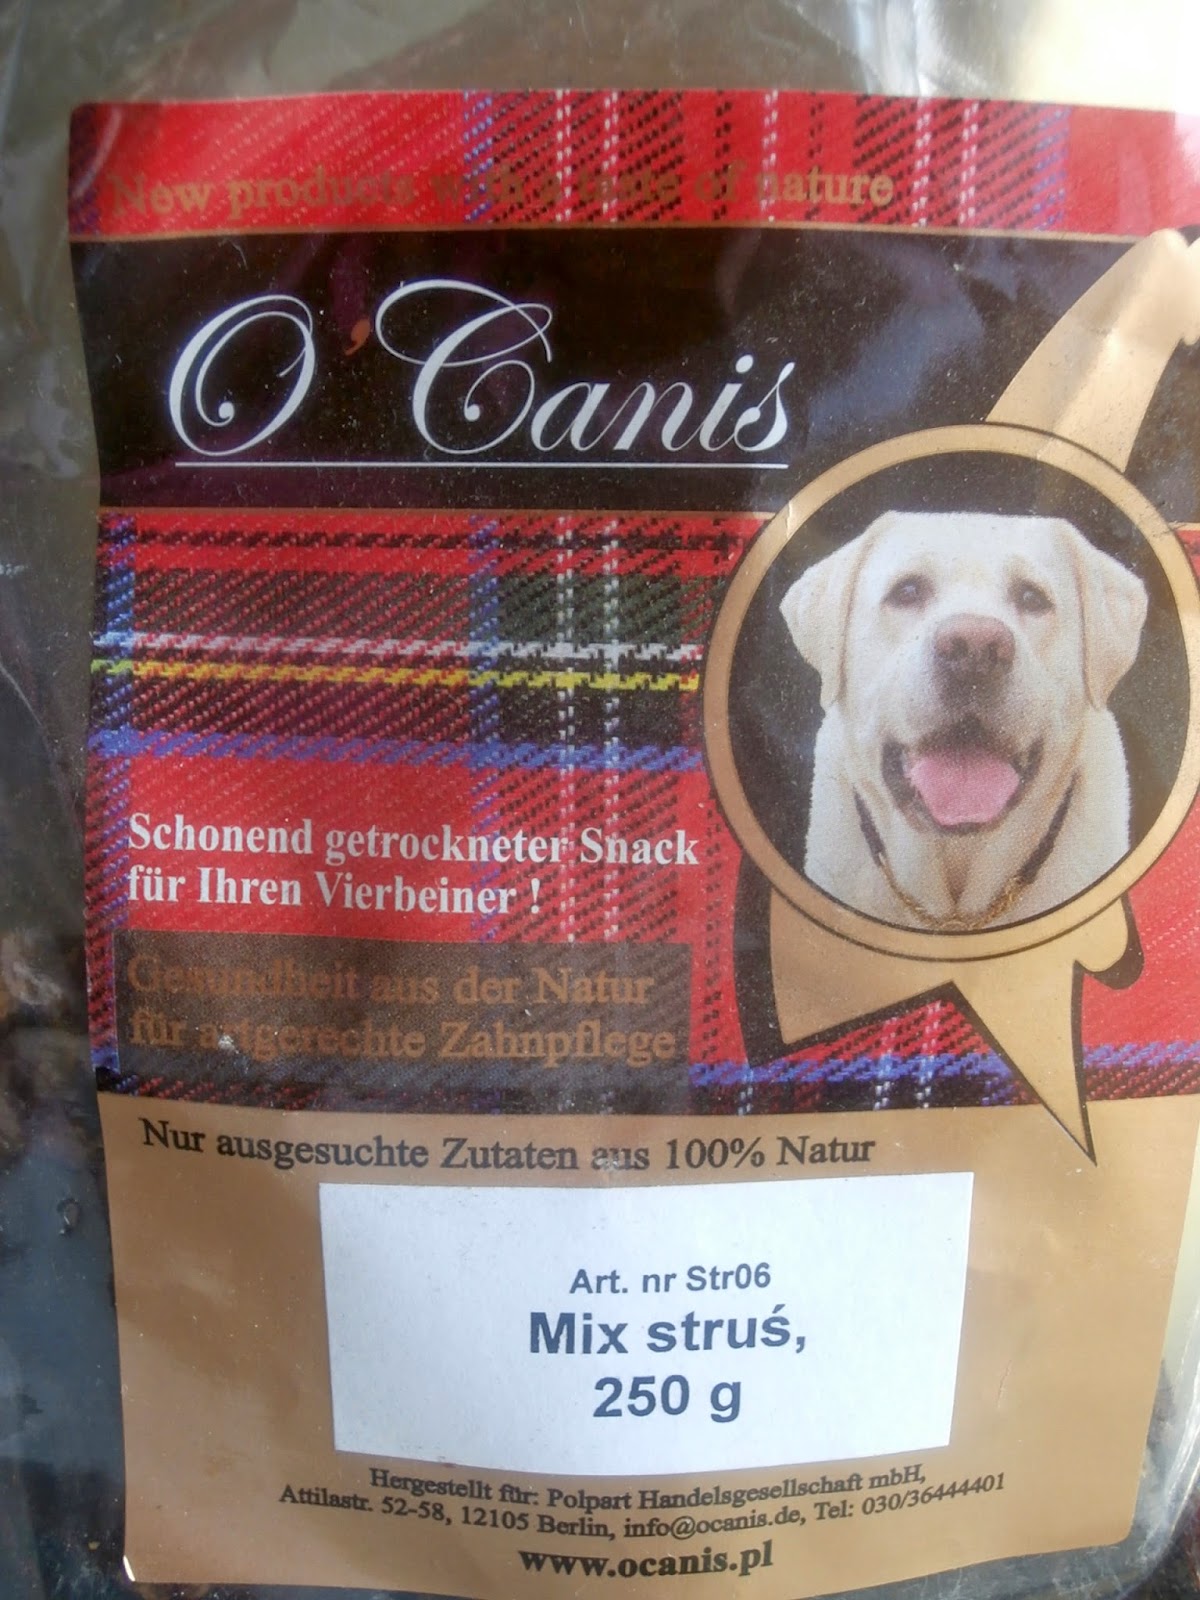 New products with a taste of nature
O'Canis
Schonend getrockneter Snack
für Ihren Vierbeiner !
Gesundheit aus der Natur
für artgerechte Zahnpflege
Nur ausgesuchte Zutaten aus 100% Natur
Art. nr Str06
Mix struś,
250 g
Hergestellt für: Polpart Handelsgesellschaft mbH,
Attilastr. 52-58, 12105 Berlin, info@ocanis.de, Tel: 030/36444401
www.ocanis.pl